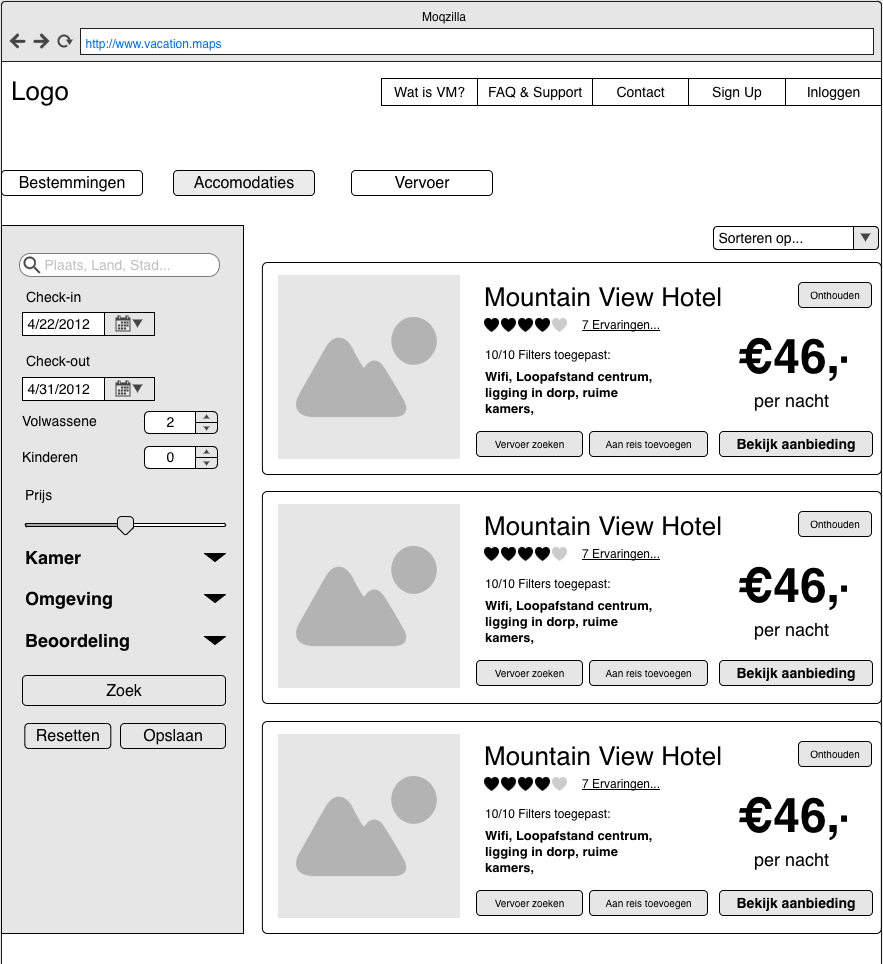 Moqzilla
http://www.vacation.maps
Logo
Wat is VM?
FAQ & Support
Contact
Sign Up
Inloggen
Bestemmingen
Accomodaties
Vervoer
Sorteren op...
Plaats, Land, Stad...
Check-in
4/22/2012
Check-out
4/31/2012
Volwassene
2
Kinderen
0
Prijs
Kamer
Omgeving
Beoordeling
Zoek
Resetten
Opslaan
Mountain View Hotel
Onthouden
7 Ervaringen...
10/10 Filters toegepast:
Wifi, Loopafstand centrum,
ligging in dorp, ruime
kamers,
€46,-
per nacht
Vervoer zoeken
Aan reis toevoegen
Bekijk aanbieding
Mountain View Hotel
Onthouden
7 Ervaringen...
10/10 Filters toegepast:
Wifi, Loopafstand centrum,
ligging in dorp, ruime
kamers,
€46,-
per nacht
Vervoer zoeken
Aan reis toevoegen
Bekijk aanbieding
Mountain View Hotel
Onthouden
7 Ervaringen...
10/10 Filters toegepast:
Wifi, Loopafstand centrum,
ligging in dorp, ruime
kamers,
€46,-
per nacht
Vervoer zoeken
Aan reis toevoegen
Bekijk aanbieding